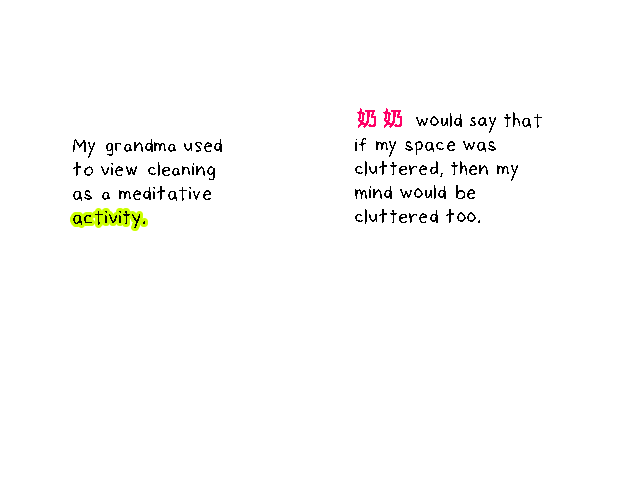 My grandma used
to view cleaning
as a meditative
activity.
奶奶 would say that
if my space was
cluttered, then my
mind would be
cluttered too.